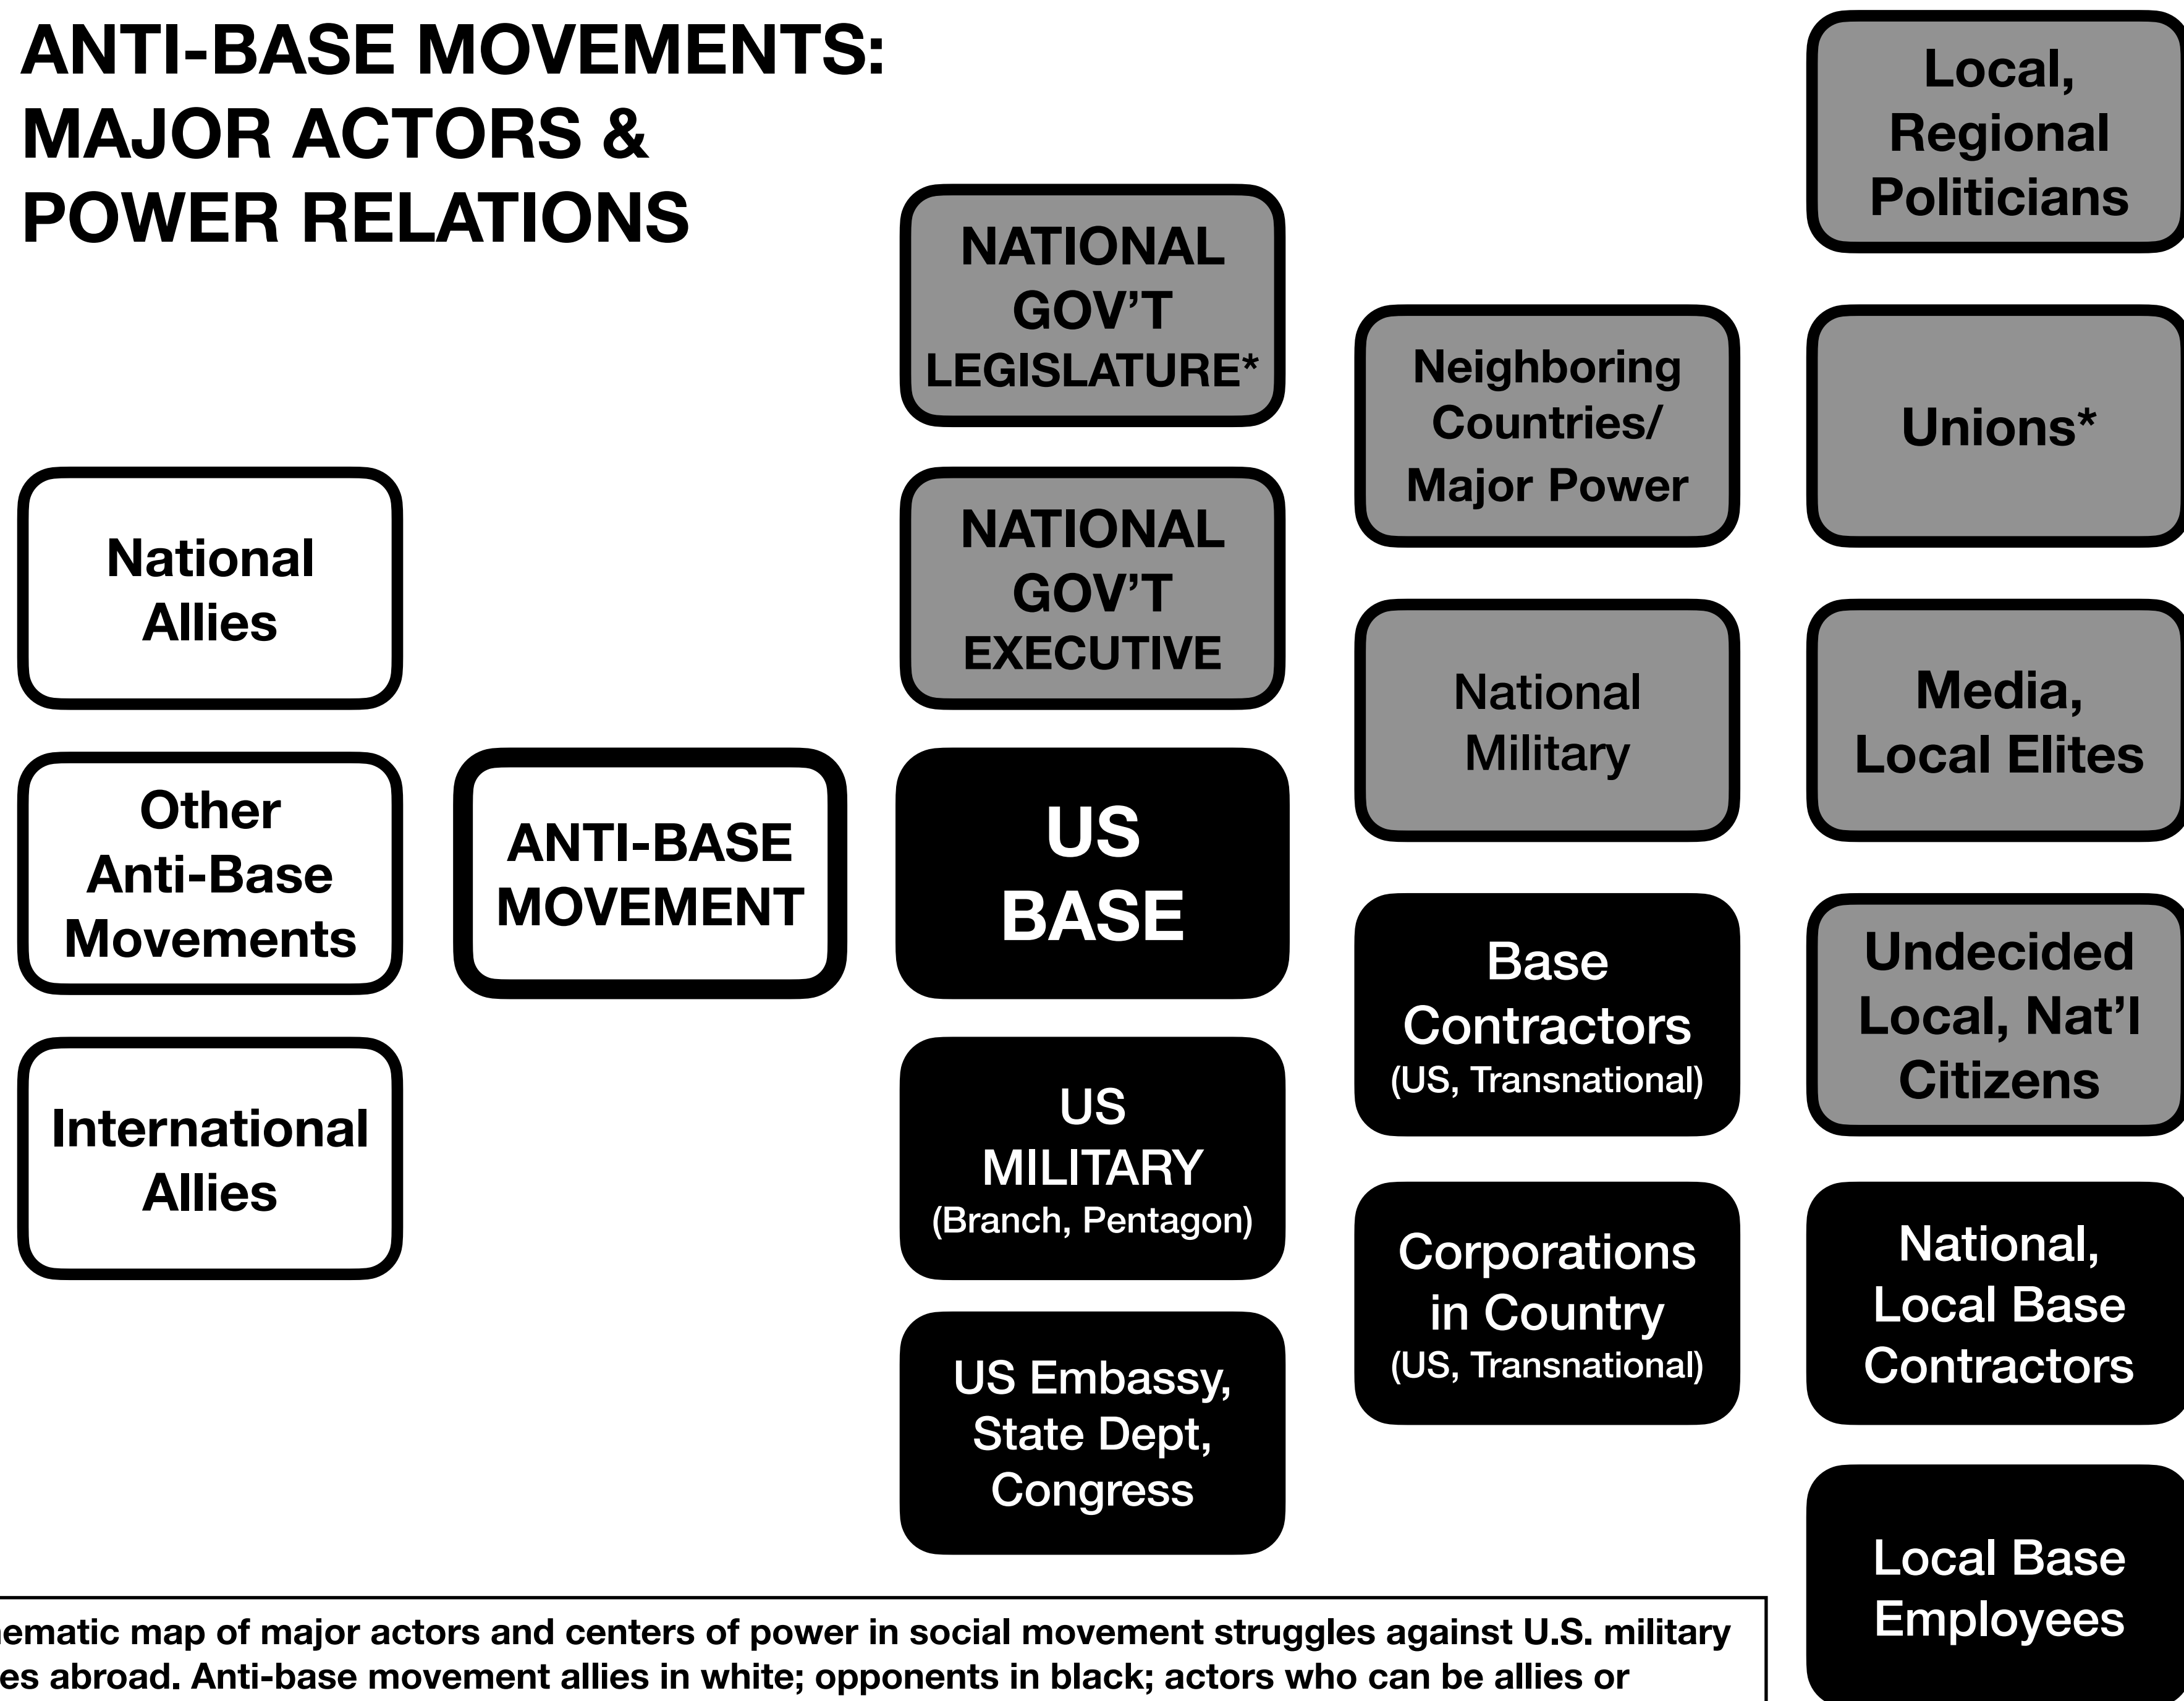 ANTI-BASE MOVEMENTS:
MAJOR ACTORS &
POWER RELATIONS
National
Allies
Other
Anti-Base
Movements
International
Allies
ANTI-BASE
MOVEMENT
NATIONAL
GOV’T
LEGISLATURE*
NATIONAL
GOV’T
EXECUTIVE
US
BASE
US
MILITARY
(Branch, Pentagon)
US Embassy,
State Dept,
Congress
Neighboring
Countries/
Major Power
National
Military
Base
Contractors
(US, Transnational)
Corporations
in Country
(US, Transnational)
Local,
Regional
Politicians
Unions*
Media,
Local Elites
Undecided
Local, Nat’l
Citizens
National,
Local Base
Contractors
Local Base
Employees
map of major actors and centers of power in social movement struggles against U.S. military
abroad. Anti-base movement allies in white; opponents in black; actors who can be allies or